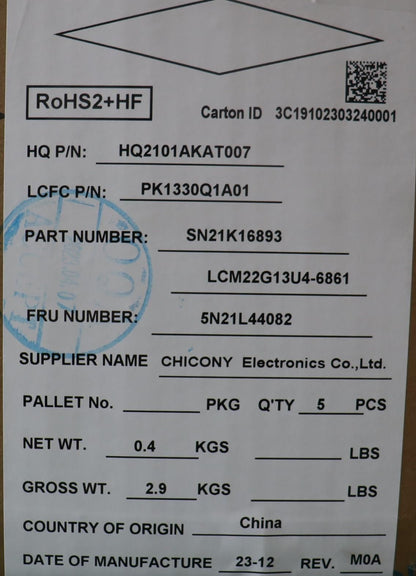 RoHS2+HF
Carton ID 3C19102303240001
HQ P/N: HQ2101AKAT007
LCFC P/N: PK1330Q1A01
PART NUMBER: SN21K16893
LCM22G13U4-6861
FRU NUMBER: 5N21L44082
SUPPLIER NAME CHICONY Electronics Co.,Ltd.
PALLET No. PKG Q'TY 5 PCS
NET WT. 0.4 KGS LBS
GROSS WT. 2.9 KGS LBS
COUNTRY OF ORIGIN China
DATE OF MANUFACTURE 23-12 REV. M0A